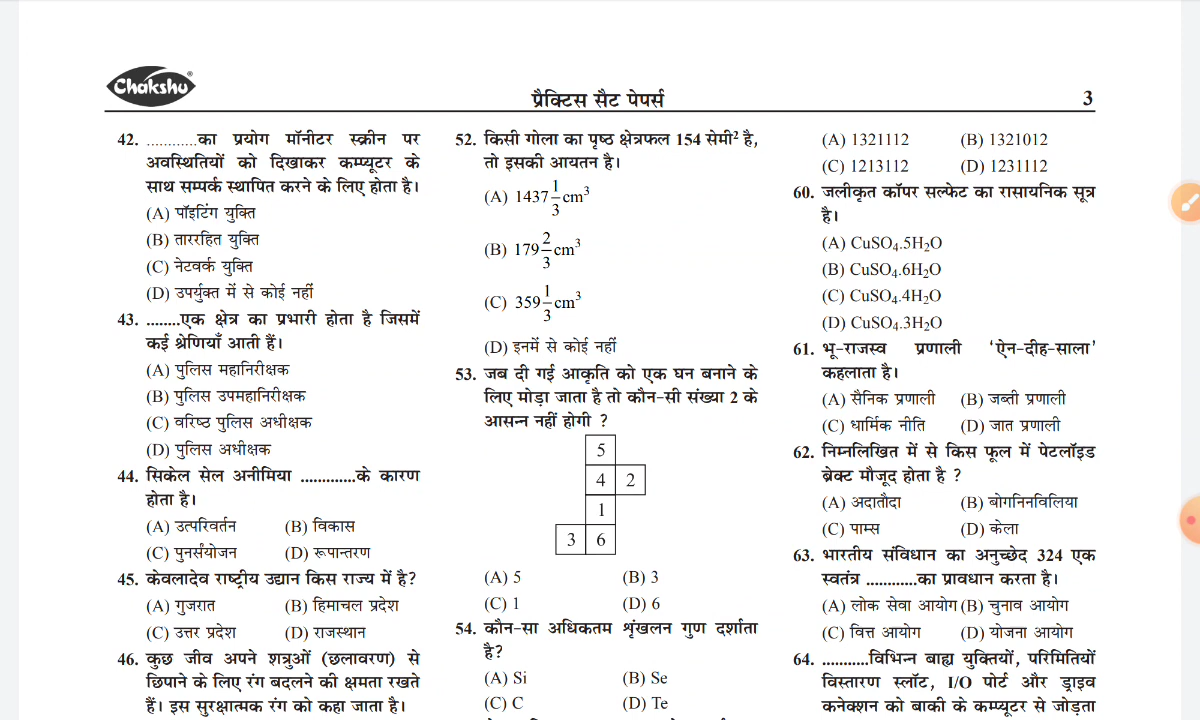 Chakshu®
प्रैक्टिस सैट पेपर्स
3
42. ............का प्रयोग मॉनीटर स्क्रीन पर
अवस्थितियों को दिखाकर कम्प्यूटर के
साथ सम्पर्क स्थापित करने के लिए होता है।
(A) पॉइटिंग युक्ति
(B) ताररहित युक्ति
(C) नेटवर्क युक्ति
(D) उपर्युक्त में से कोई नहीं
43. ........एक क्षेत्र का प्रभारी होता है जिसमें
कई श्रेणियाँ आती हैं।
(A) पुलिस महानिरीक्षक
(B) पुलिस उपमहानिरीक्षक
(C) वरिष्ठ पुलिस अधीक्षक
(D) पुलिस अधीक्षक
44. सिकेल सेल अनीमिया .............के कारण
होता है।
(A) उत्परिवर्तन (B) विकास
(C) पुनर्संयोजन (D) रूपान्तरण
45. केवलादेव राष्ट्रीय उद्यान किस राज्य में है?
(A) गुजरात (B) हिमाचल प्रदेश
(C) उत्तर प्रदेश (D) राजस्थान
46. कुछ जीव अपने शत्रुओं (छलावरण) से
छिपाने के लिए रंग बदलने की क्षमता रखते
हैं। इस सुरक्षात्मक रंग को कहा जाता है।
52. किसी गोला का पृष्ठ क्षेत्रफल 154 सेमी² है,
तो इसकी आयतन है।
(A) 1437 1/3 cm³
(B) 179 2/3 cm³
(C) 359 1/3 cm³
(D) इनमें से कोई नहीं
53. जब दी गई आकृति को एक घन बनाने के
लिए मोड़ा जाता है तो कौन-सी संख्या 2 के
आसन्न नहीं होगी ?
5
4 2
1
3 6
(A) 5 (B) 3
(C) 1 (D) 6
54. कौन-सा अधिकतम शृंखलन गुण दर्शाता
है?
(A) Si (B) Se
(C) C (D) Te
(A) 1321112 (B) 1321012
(C) 1213112 (D) 1231112
60. जलीकृत कॉपर सल्फेट का रासायनिक सूत्र
है।
(A) CuSO₄.5H₂O
(B) CuSO₄.6H₂O
(C) CuSO₄.4H₂O
(D) CuSO₄.3H₂O
61. भू-राजस्व प्रणाली ‘ऐन-दीह-साला’
कहलाता है।
(A) सैनिक प्रणाली (B) जब्ती प्रणाली
(C) धार्मिक नीति (D) जात प्रणाली
62. निम्नलिखित में से किस फूल में पेटलॉइड
ब्रेक्ट मौजूद होता है ?
(A) अदातौदा (B) बोगनिनविलिया
(C) पाम्स (D) केला
63. भारतीय संविधान का अनुच्छेद 324 एक
स्वतंत्र ............का प्रावधान करता है।
(A) लोक सेवा आयोग (B) चुनाव आयोग
(C) वित्त आयोग (D) योजना आयोग
64. ...........विभिन्न बाह्य युक्तियों, परिमितियों
विस्तारण स्लॉट, I/O पोर्ट और ड्राइव
कनेक्शन को बाकी के कम्प्यूटर से जोड़ता